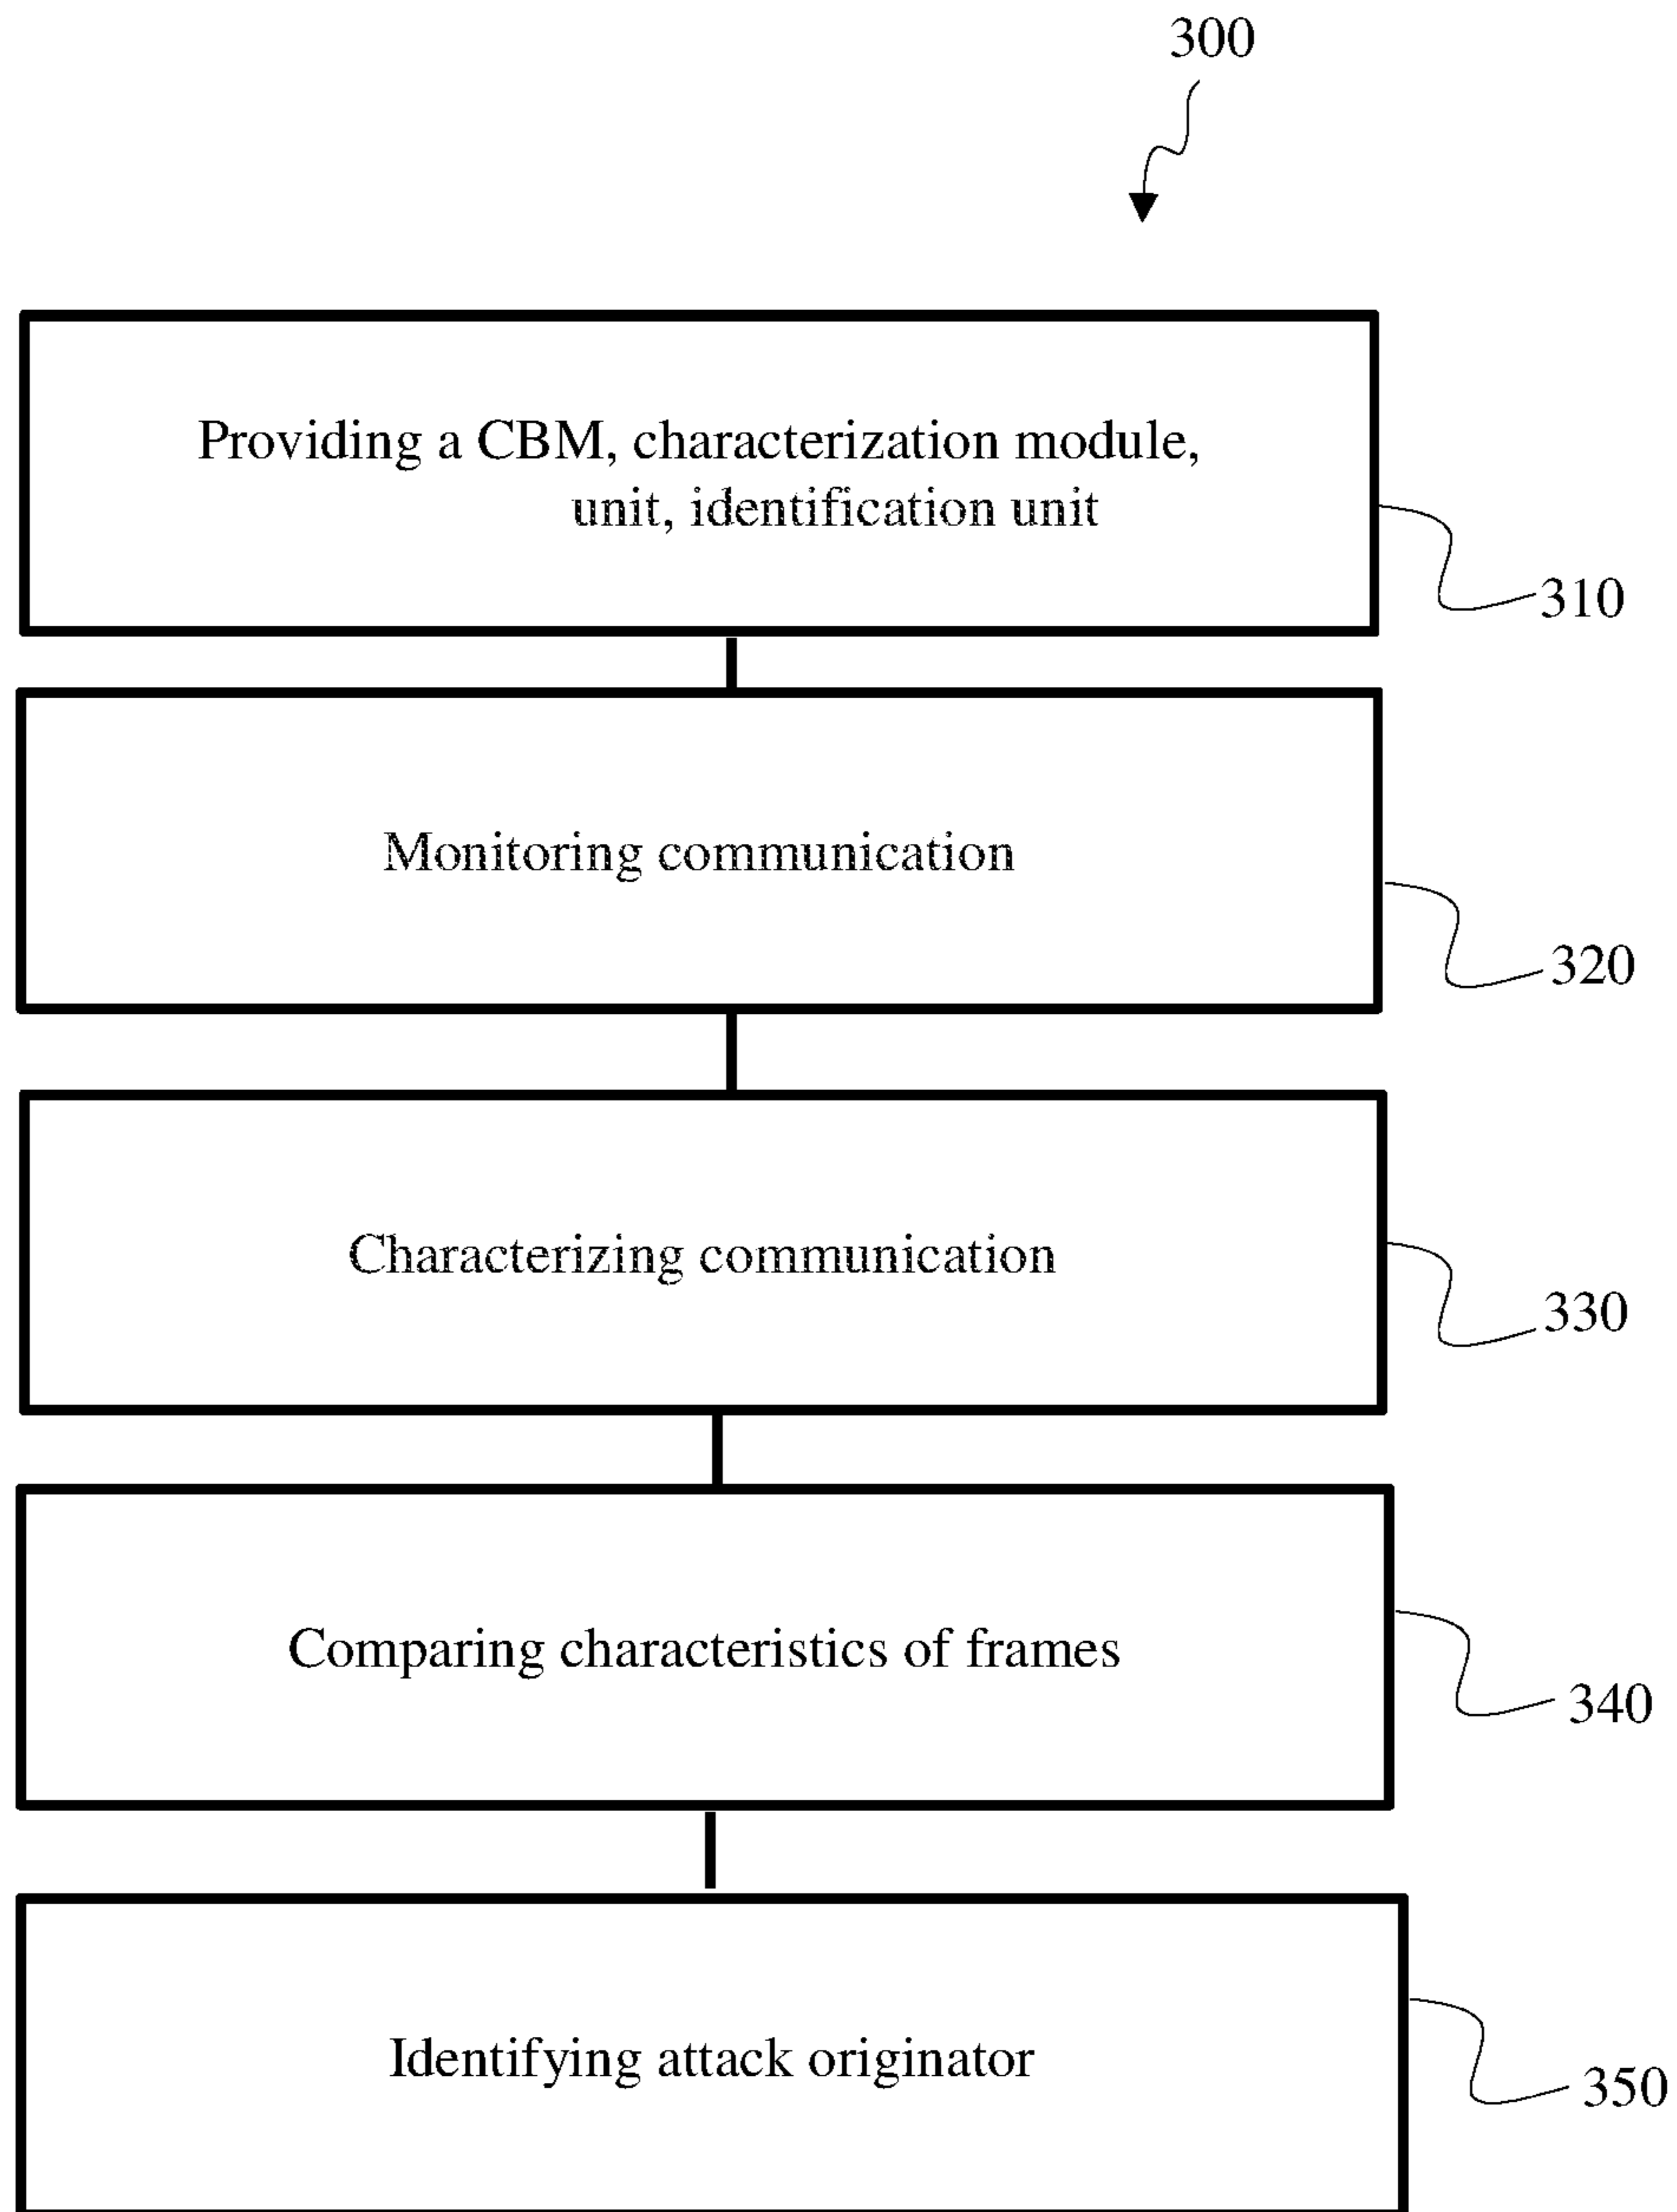 300
Providing a CBM, characterization module,
unit, identification unit
310
Monitoring communication
320
Characterizing communication
330
Comparing characteristics of frames
340
Identifying attack originator
350